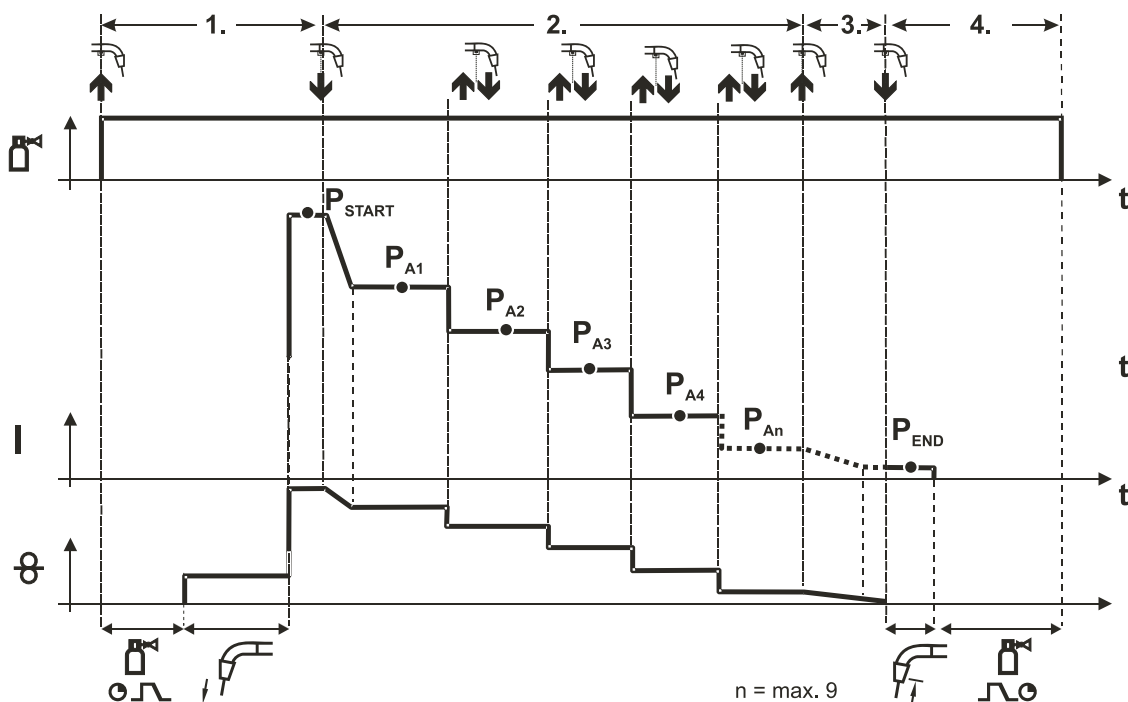 1.
2.
3.
4.
t
P START
P A1
P A2
P A3
t
P A4
P An
P END
I
t
n = max. 9